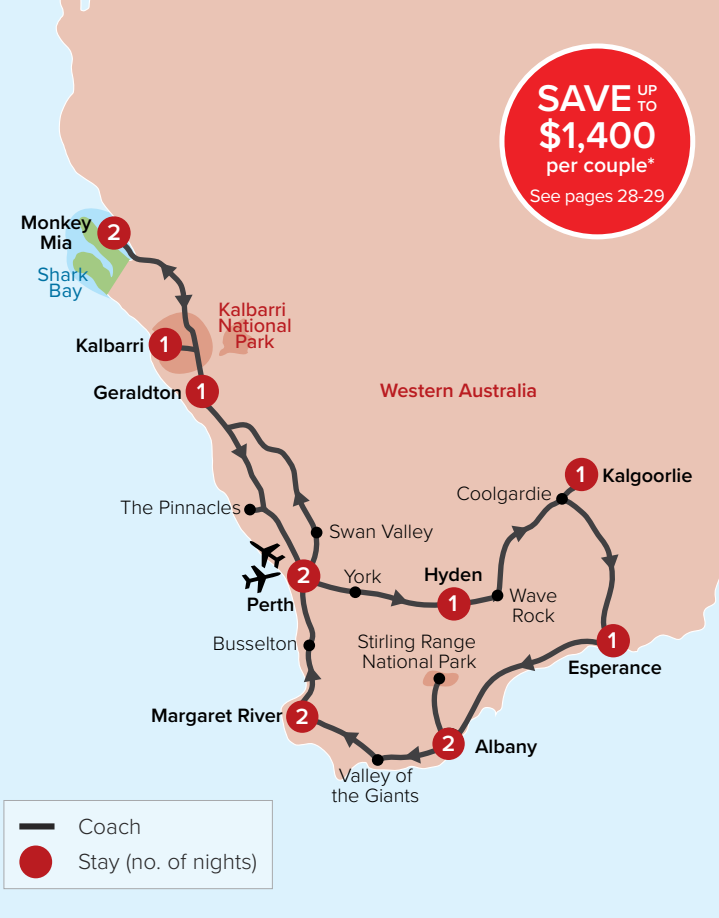 SAVE UP TO
$1,400
per couple*
See pages 28-29
Monkey
Mia
2
Shark
Bay
Kalbarri
National
Park
Kalbarri
1
Geraldton
1
Western Australia
1
Kalgoorlie
Coolgardie
The Pinnacles
Swan Valley
2
Perth
York
Hyden
1
Wave
Rock
Busselton
Stirling Range
National Park
1
Esperance
Margaret River
2
2
Albany
Valley of
the Giants
Coach
Stay (no. of nights)